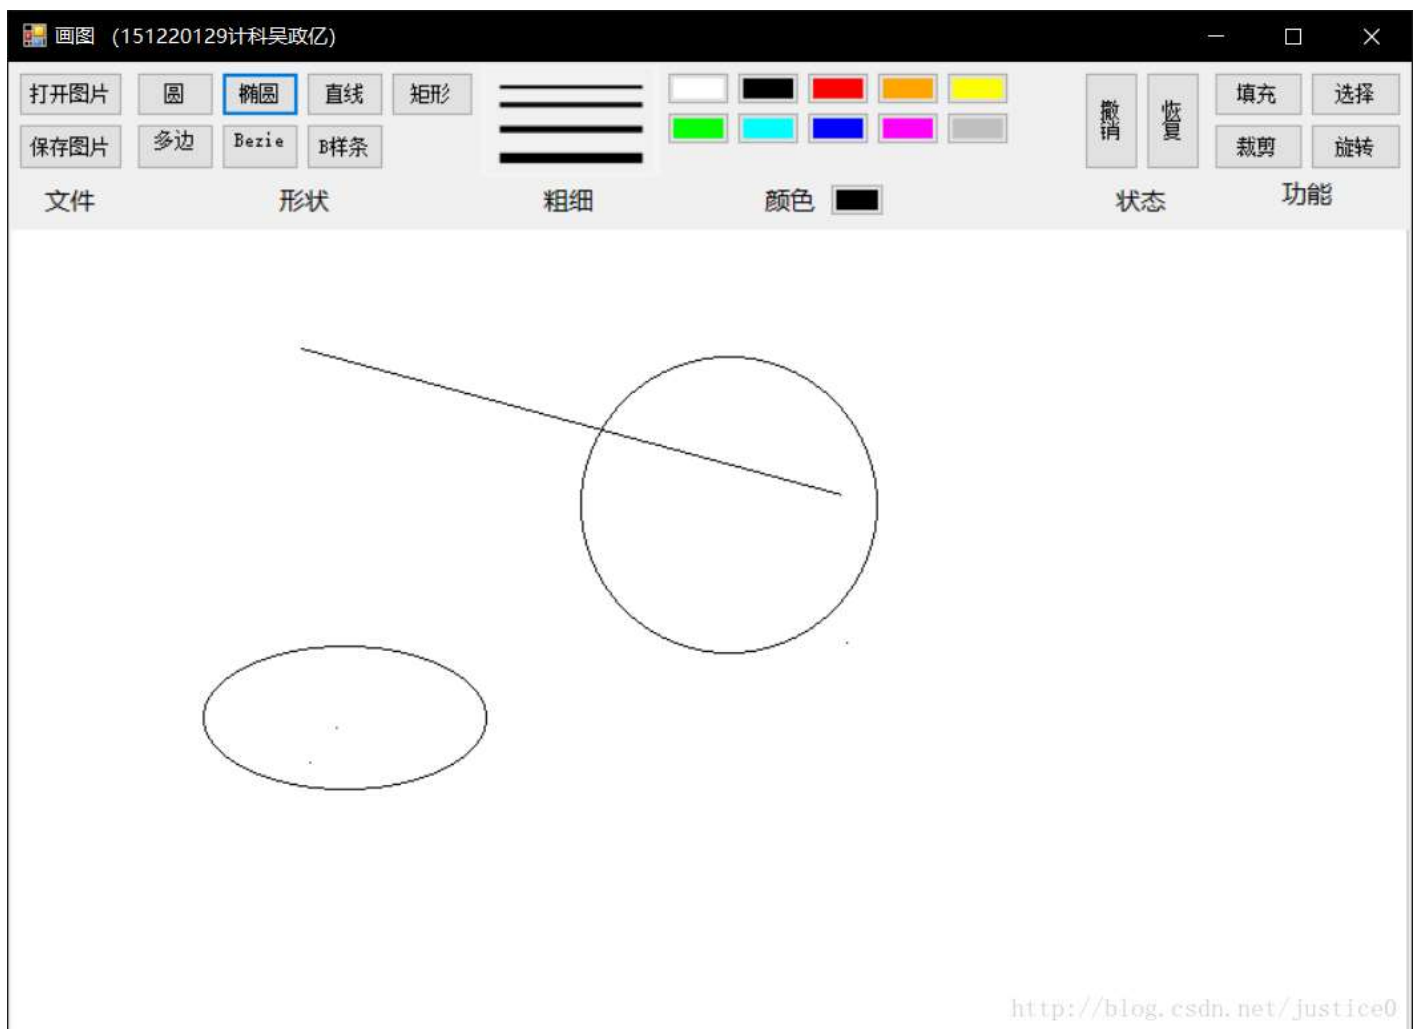 画图 (151220129计科吴政亿)
打开图片 圆 椭圆 直线 矩形 撤销 恢复 填充 选择
保存图片 多边 Bezie B样条 裁剪 旋转
文件 形状 粗细 颜色 状态 功能
http://blog.csdn.net/justice0